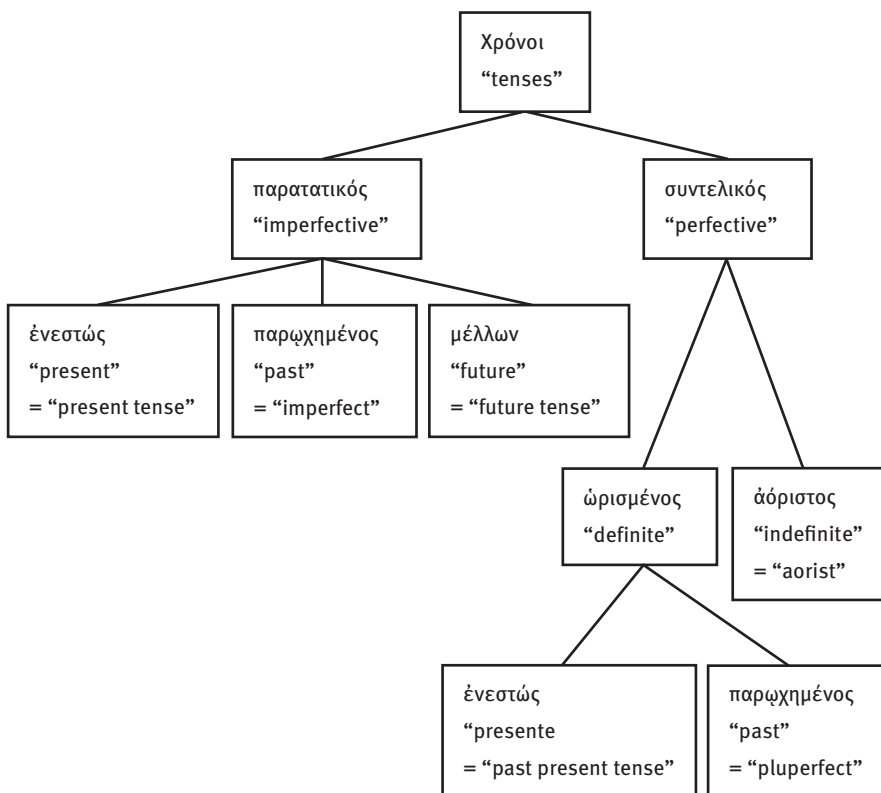 Χρόνοι
“tenses”
παρατατικός
“imperfective”
συντελικός
“perfective”
ἐνεστώς
“present”
= “present tense”
παρῳχημένος
“past”
= “imperfect”
μέλλων
“future”
= “future tense”
ὡρισμένος
“definite”
ἀόριστος
“indefinite”
= “aorist”
ἐνεστώς
“presente
= “past present tense”
παρῳχημένος
“past”
= “pluperfect”